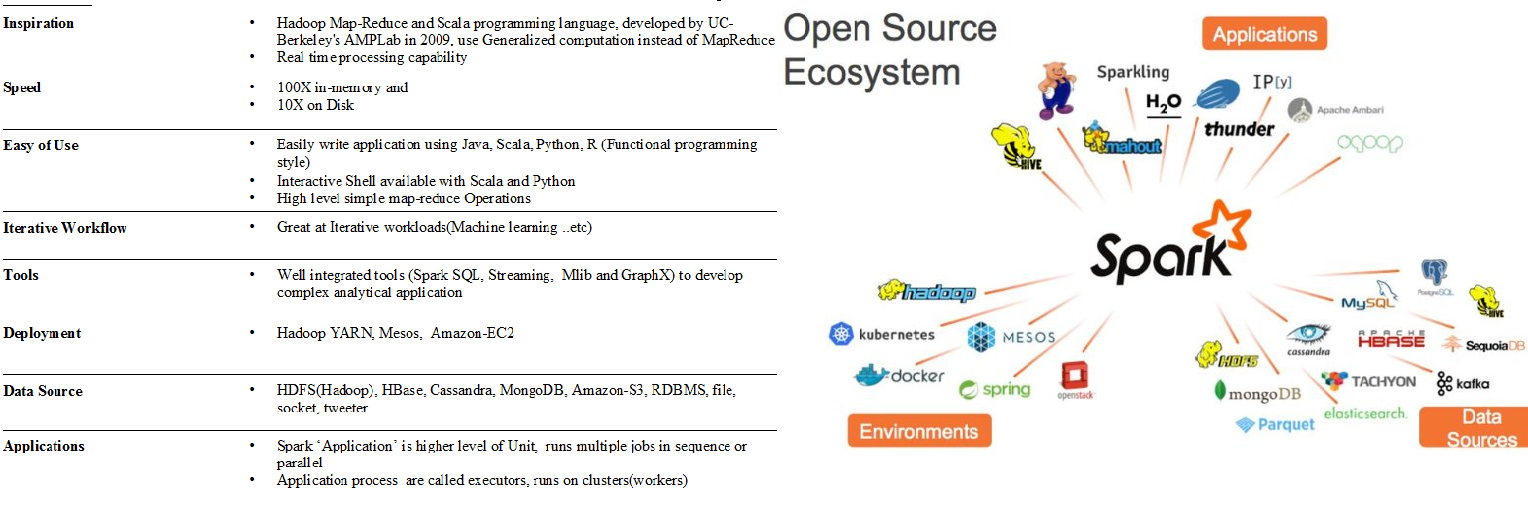 Inspiration
• Hadoop Map-Reduce and Scala programming language, developed by UC-
Berkeley's AMPLab in 2009, use Generalized computation instead of MapReduce
• Real time processing capability
Speed
• 100X in-memory and
• 10X on Disk
Easy of Use
• Easily write application using Java, Scala, Python, R (Functional programming
style)
• Interactive Shell available with Scala and Python
• High level simple map-reduce Operations
Iterative Workflow
• Great at Iterative workloads(Machine learning ..etc)
Tools
• Well integrated tools (Spark SQL, Streaming, Mlib and GraphX) to develop
complex analytical application
Deployment
• Hadoop YARN, Mesos, Amazon-EC2
Data Source
• HDFS(Hadoop), HBase, Cassandra, MongoDB, Amazon-S3, RDBMS, file,
socket, tweeter
Applications
• Spark ‘Application’ is higher level of Unit, runs multiple jobs in sequence or
parallel
• Application process are called executors, runs on clusters(workers)
Open Source
Ecosystem
Applications
Sparkling
H2O
IP[y]
Apache Ambari
HIVE
mahout
thunder
oqoop
Spark
hadoop
kubernetes
MESOS
docker
spring
openstack
Environments
PostgreSQL
MySQL
HIVE
cassandra
APACHE
HBASE
SequoiaDB
HDFS
mongoDB
TACHYON
kafka
Parquet
elasticsearch.
Data
Sources